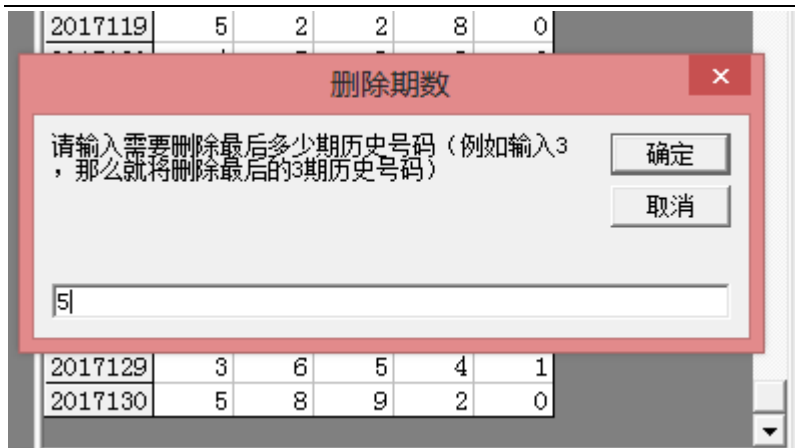 2017119 5 2 2 8 0
删除期数
请输入需要删除最后多少期历史号码（例如输入3
，那么就将删除最后的3期历史号码）
确定
取消
5
2017129 3 6 5 4 1
2017130 5 8 9 2 0